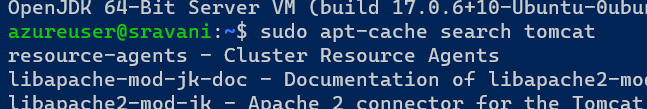 OpenJDK 64-Bit Server VM (build 17.0.6+10-Ubuntu-0ubu
azureuser@sravani:~$ sudo apt-cache search tomcat
resource-agents - Cluster Resource Agents
libapache-mod-jk-doc - Documentation of libapache2-mo
libapache2-mod-jk - Apache 2 connector for the Tomcat